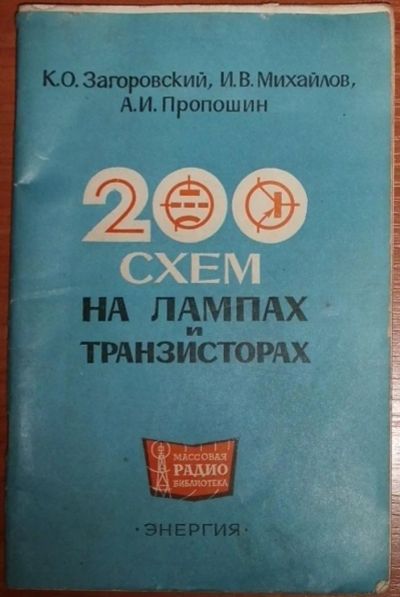 К.О. Загоровский, И.В. Михайлов,
А.И. Пропошин
200
СХЕМ
НА ЛАМПАХ
и
ТРАНЗИСТОРАХ
МАССОВАЯ
РАДИО
БИБЛИОТЕКА
· ЭНЕРГИЯ ·